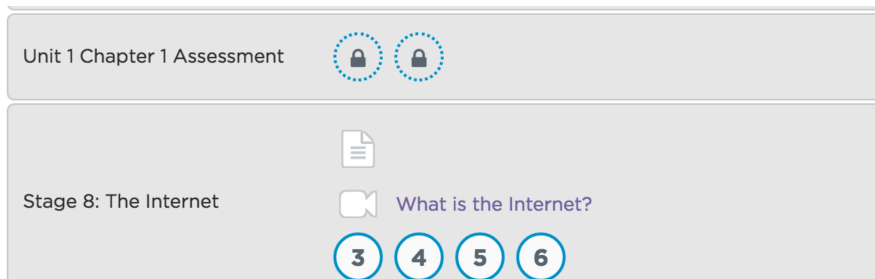 Unit 1 Chapter 1 Assessment
Stage 8: The Internet
What is the Internet?
3 4 5 6